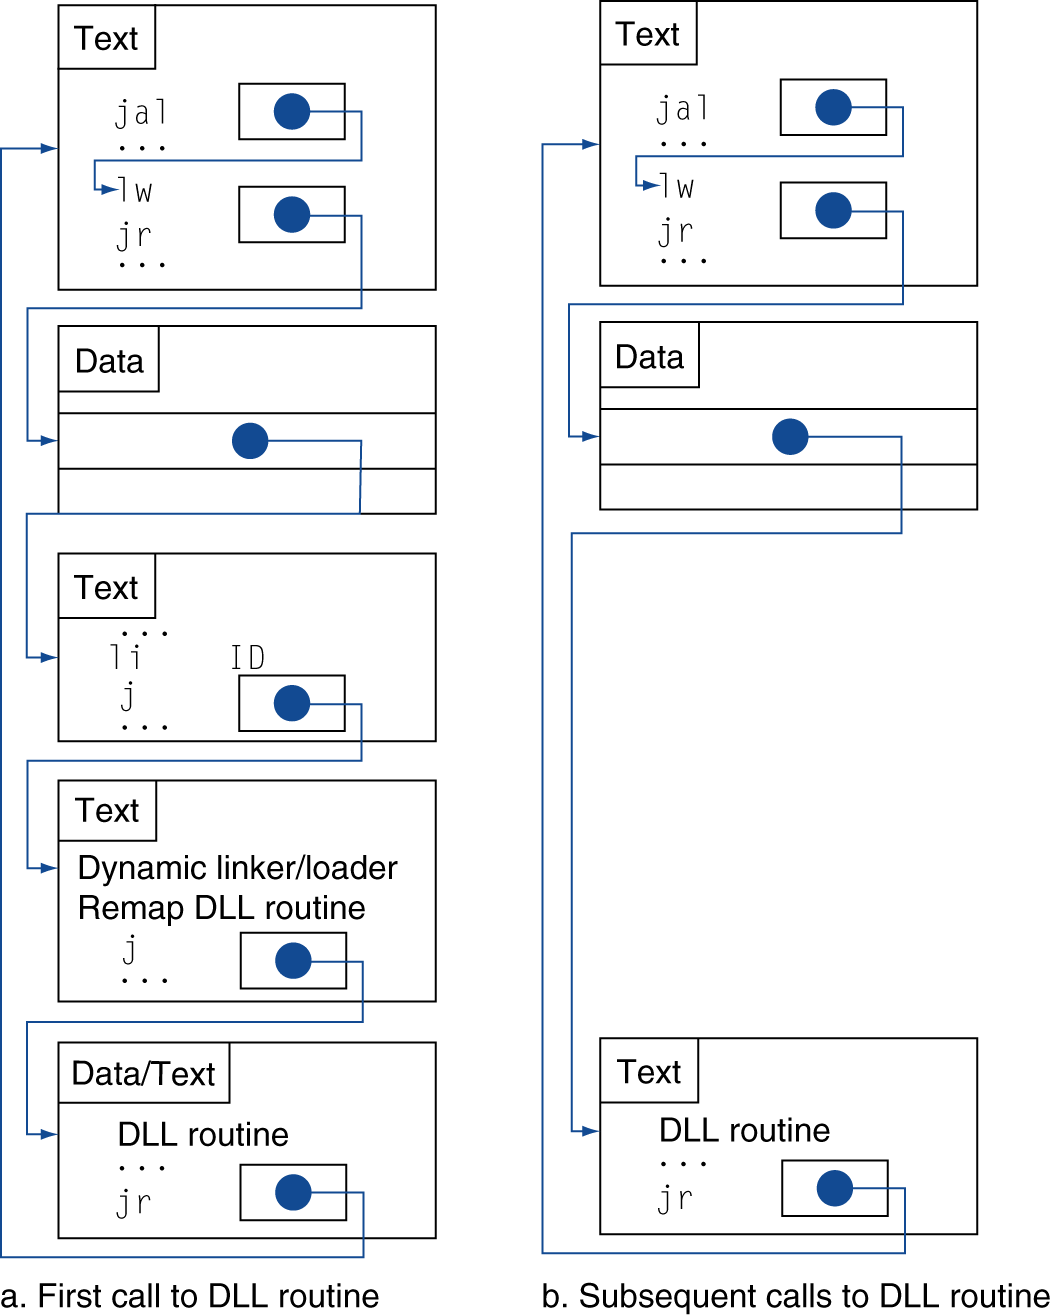 Text
jal
...
lw
jr
...
Data
Text
...
li ID
j
...
Text
Dynamic linker/loader
Remap DLL routine
j
...
Data/Text
DLL routine
...
jr
a. First call to DLL routine
Text
jal
...
lw
jr
...
Data
Text
DLL routine
...
jr
b. Subsequent calls to DLL routine